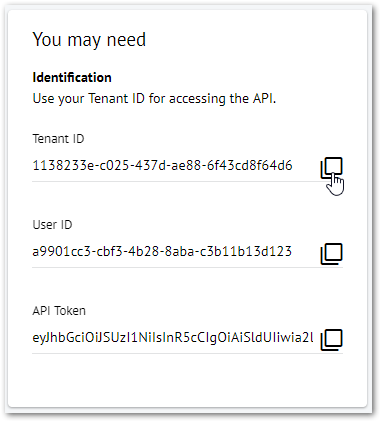 You may need
Identification
Use your Tenant ID for accessing the API.
Tenant ID
1138233e-c025-437d-ae88-6f43cd8f64d6
User ID
a9901cc3-cbf3-4b28-8aba-c3b11b13d123
API Token
eyJhbGciOiJSUzI1NiIsInR5cCIgOiAiSldUIiwia2l